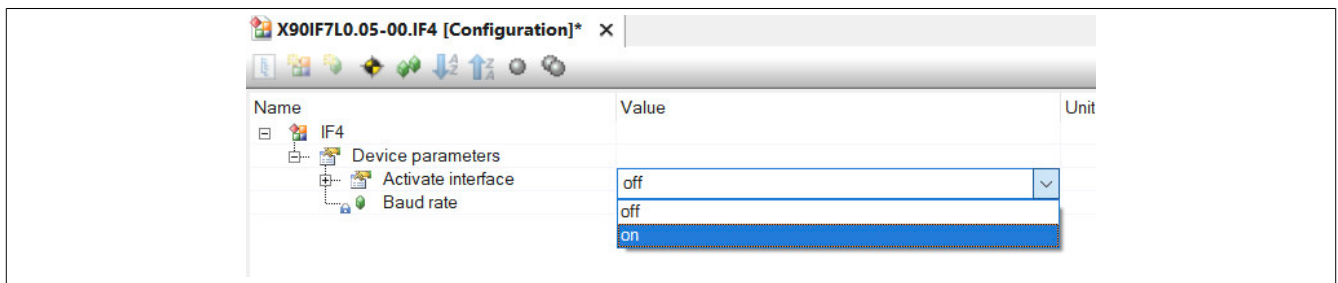 X90IF7L0.05-00.IF4 [Configuration]* ×
Name Value Unit
IF4
Device parameters
Activate interface off
Baud rate off
on